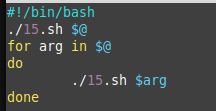 #!/bin/bash
./15.sh $@
for arg in $@
do
        ./15.sh $arg
done